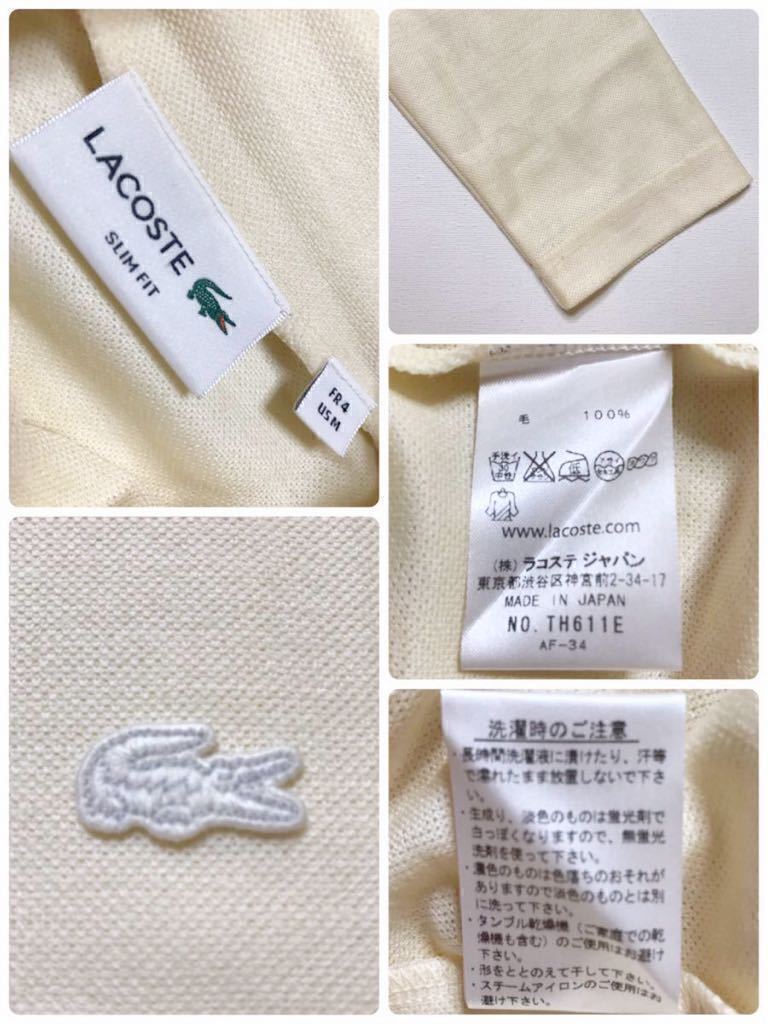 LACOSTE
SLIM FIT
FR 4
US M
毛 100%
手洗イ
30
中性
低
www.lacoste.com
(株) ラコステ ジャパン
東京都渋谷区神宮前2-34-17
MADE IN JAPAN
NO. TH611E
AF-34
洗濯時のご注意
・長時間洗濯液に漬けたり、汗等
で濡れたまま放置しないで下さ
い。
・生成り、淡色のものは蛍光剤で
白っぽくなりますので、無蛍光
洗剤を使って下さい。
・濃色のものは色落ちのおそれが
ありますので淡色のものとは別
に洗って下さい。
・タンブル乾燥機（ご家庭での乾
燥機も含む）のご使用はお避け
下さい。
・形をととのえて干して下さい。
・スチームアイロンのご使用はお
避け下さい。